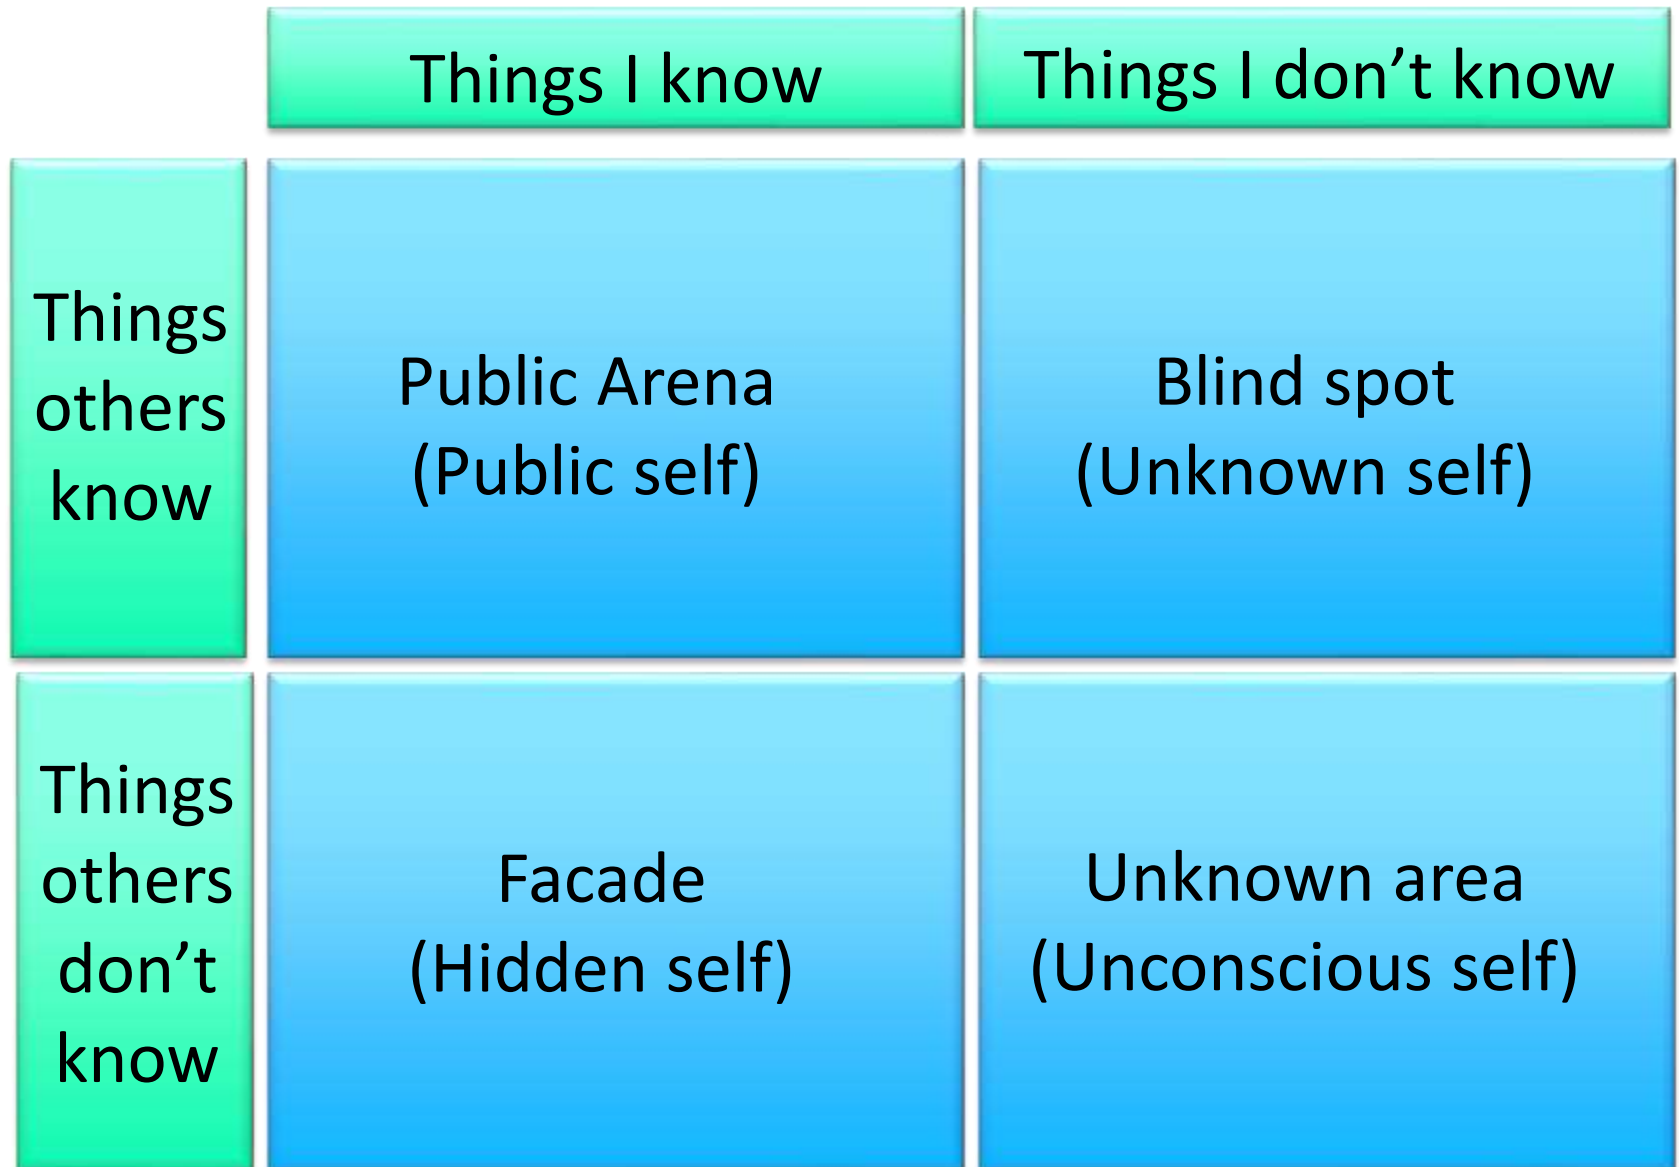 Things I know
Things I don’t know
Things
others
know
Public Arena
(Public self)
Blind spot
(Unknown self)
Things
others
don’t
know
Facade
(Hidden self)
Unknown area
(Unconscious self)